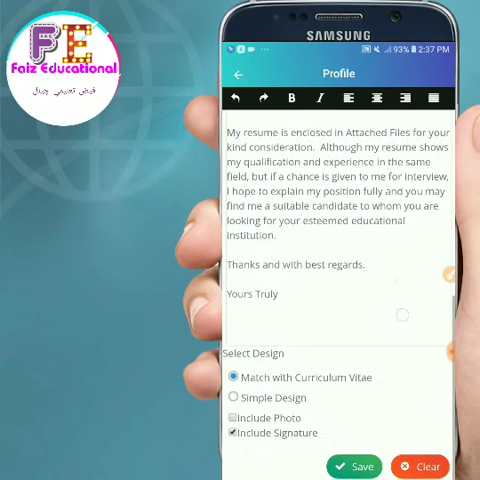 FE
Faiz Educational
فیض تعلیمی چینل
SAMSUNG
93% 2:37 PM
Profile
B I
My resume is enclosed in Attached Files for your
kind consideration. Although my resume shows
my qualification and experience in the same
field, but if a chance is given to me for interview,
I hope to explain my position fully and you may
find me a suitable candidate to whom you are
looking for your esteemed educational
institution.
Thanks and with best regards.
Yours Truly
Select Design
Match with Curriculum Vitae
Simple Design
Include Photo
Include Signature
Save
Clear